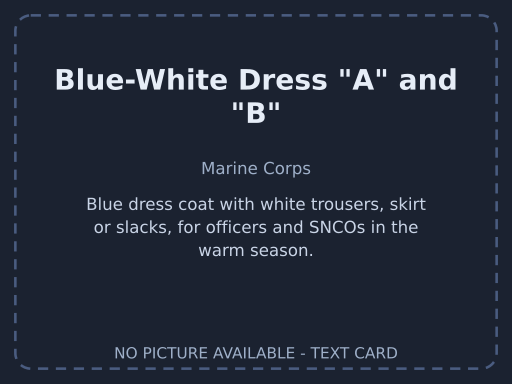 Blue-White Dress "A" and
"B"
Marine Corps
Blue dress coat with white trousers, skirt
or slacks, for officers and SNCOs in the
warm season.
NO PICTURE AVAILABLE - TEXT CARD